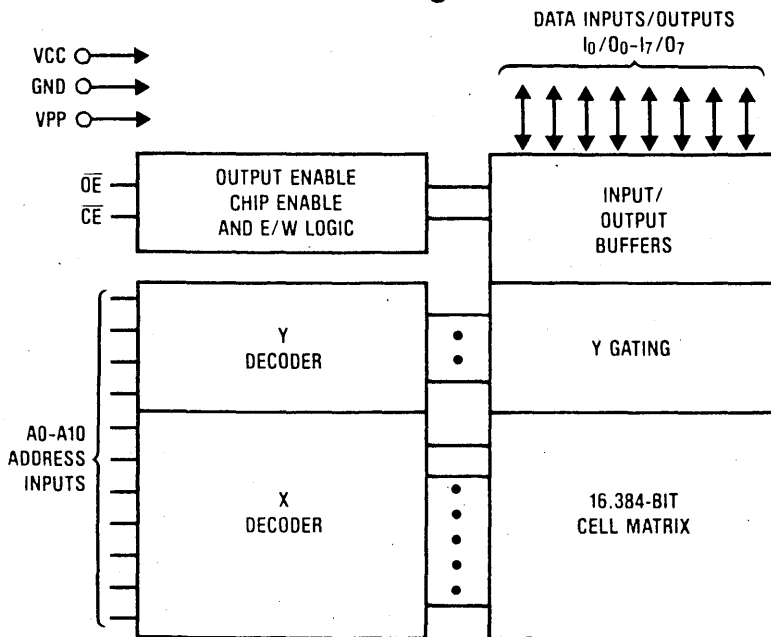 DATA INPUTS/OUTPUTS
I0/O0-I7/O7
VCC
GND
VPP
OE
CE
OUTPUT ENABLE
CHIP ENABLE
AND E/W LOGIC
INPUT/
OUTPUT
BUFFERS
Y
DECODER
Y GATING
A0-A10
ADDRESS
INPUTS
X
DECODER
16.384-BIT
CELL MATRIX